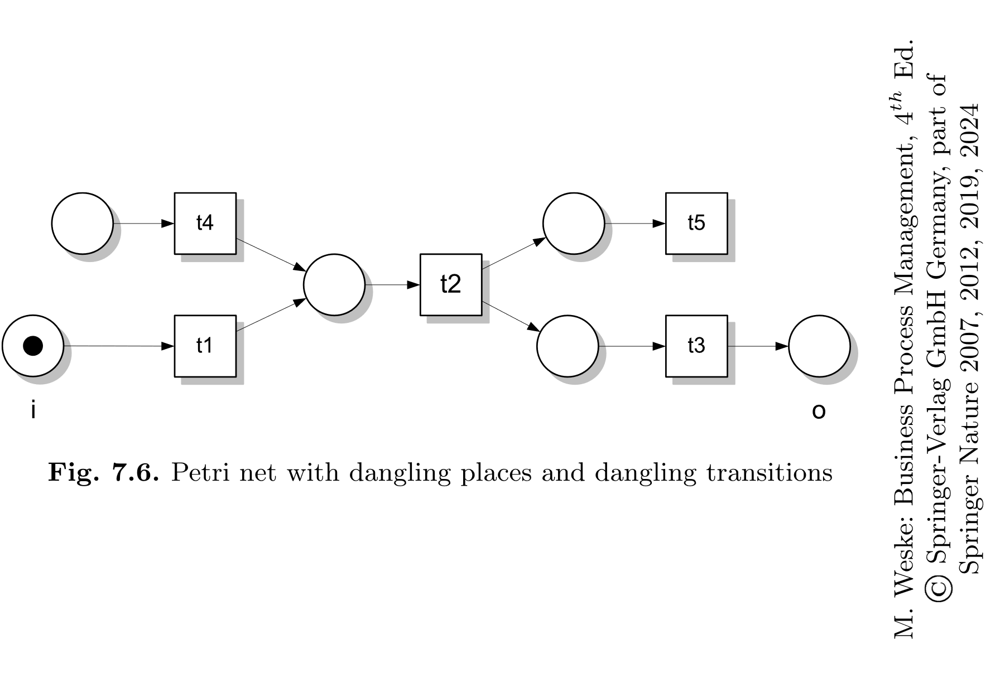 t4
t5
t2
t1
t3
i
o
Fig. 7.6. Petri net with dangling places and dangling transitions
M. Weske: Business Process Management, 4th Ed.
© Springer-Verlag GmbH Germany, part of
Springer Nature 2007, 2012, 2019, 2024